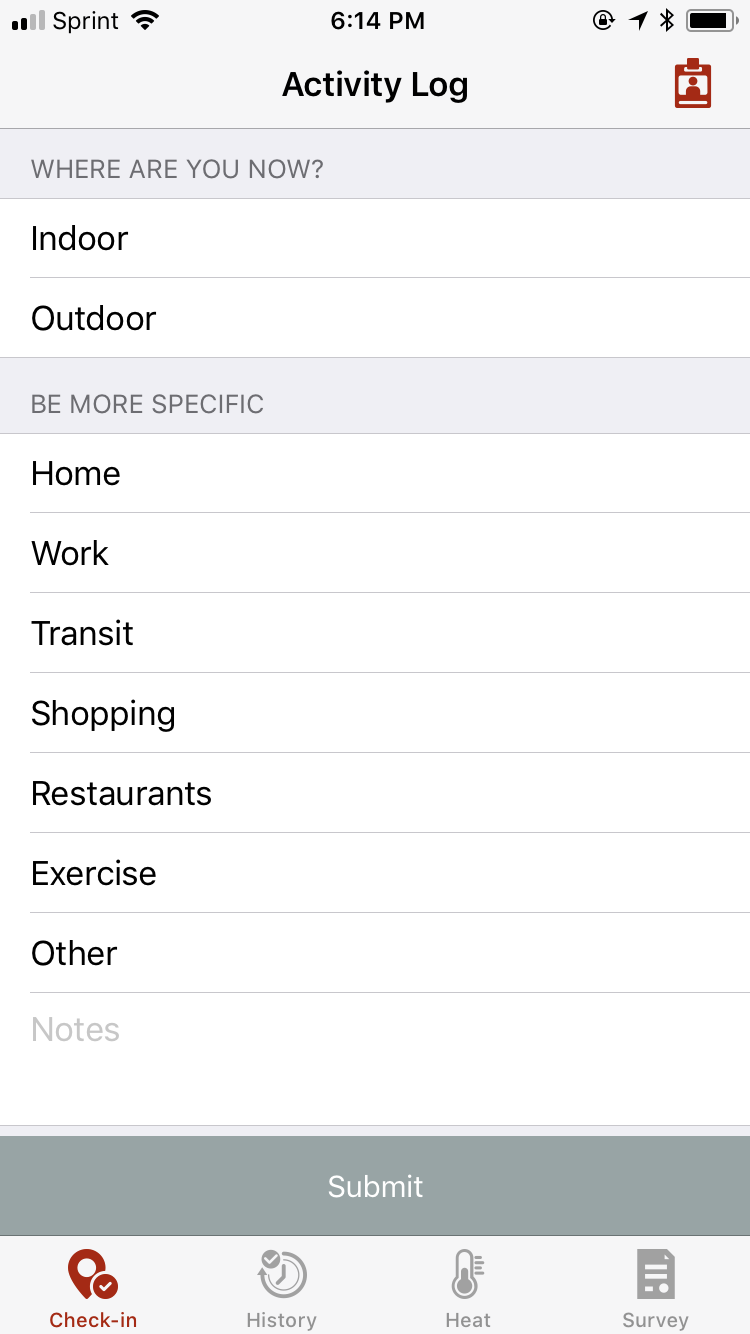 Sprint 6:14 PM
Activity Log
WHERE ARE YOU NOW?
Indoor
Outdoor
BE MORE SPECIFIC
Home
Work
Transit
Shopping
Restaurants
Exercise
Other
Notes
Submit
Check-in History Heat Survey